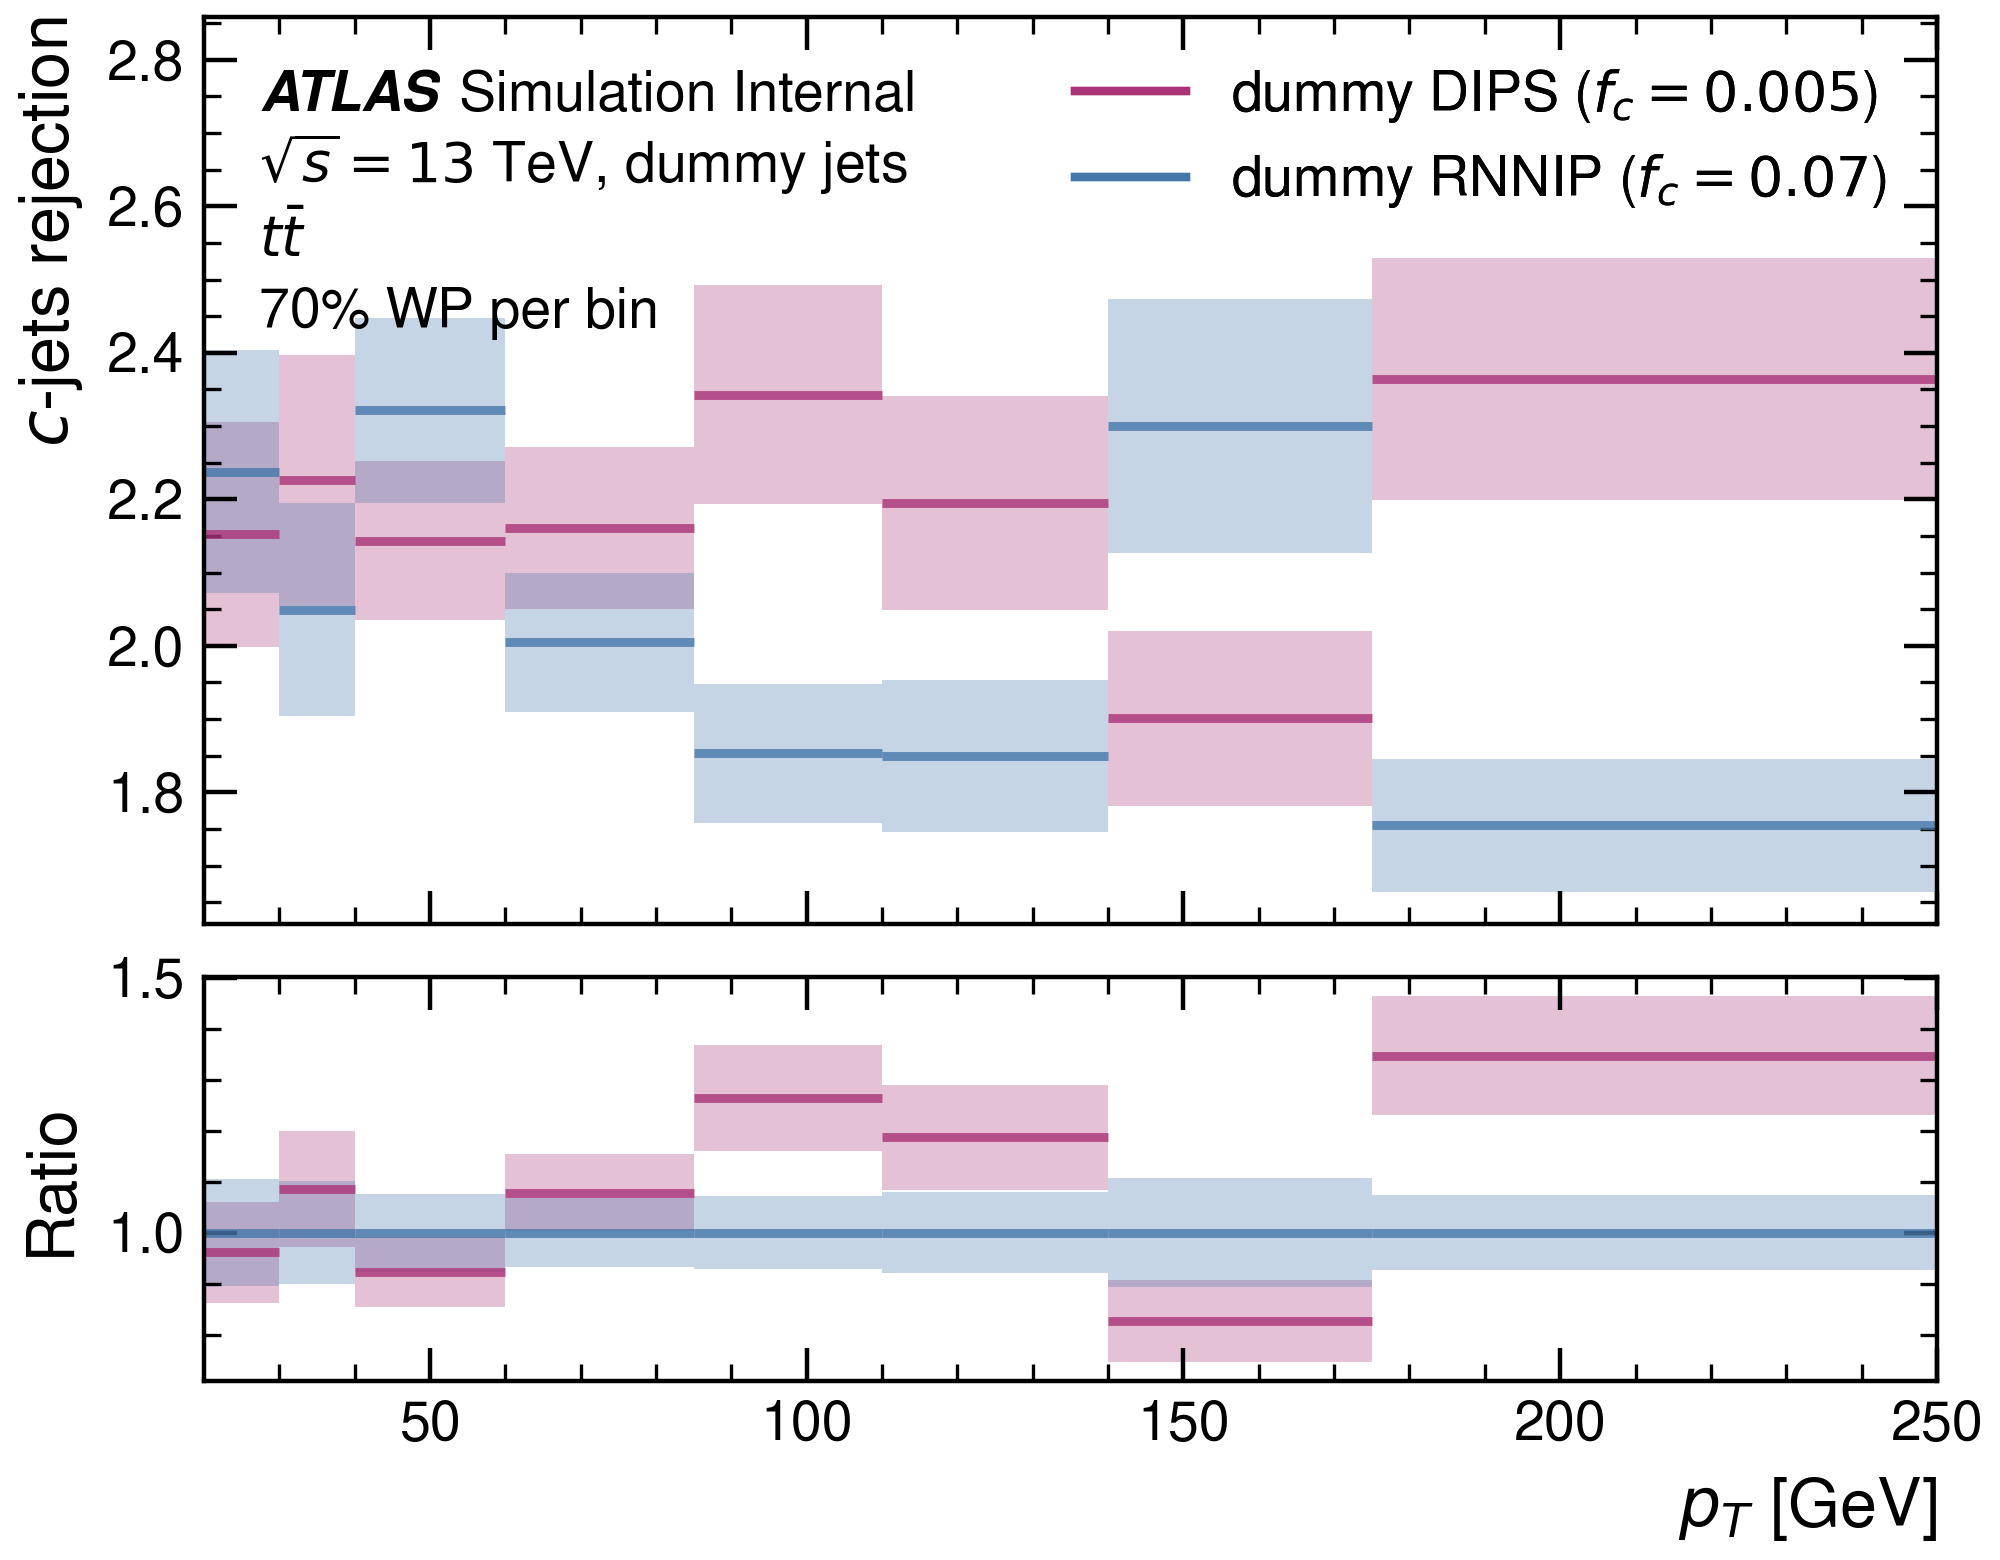 c-jets rejection
2.8
2.6
2.4
2.2
2.0
1.8
ATLAS Simulation Internal
√s = 13 TeV, dummy jets
tt̄
70% WP per bin
dummy DIPS (f_c = 0.005)
dummy RNNIP (f_c = 0.07)
Ratio
1.5
1.0
50 100 150 200 250
p_T [GeV]